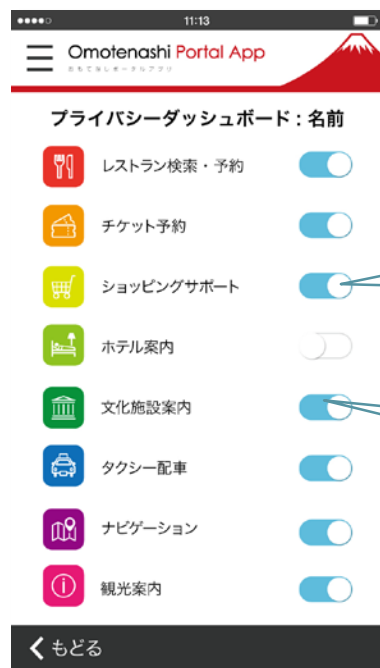 11:13
Omotenashi Portal App
おもてなしポータルアプリ
プライバシーダッシュボード：名前
レストラン検索・予約
チケット予約
ショッピングサポート
ホテル案内
文化施設案内
タクシー配車
ナビゲーション
観光案内
もどる